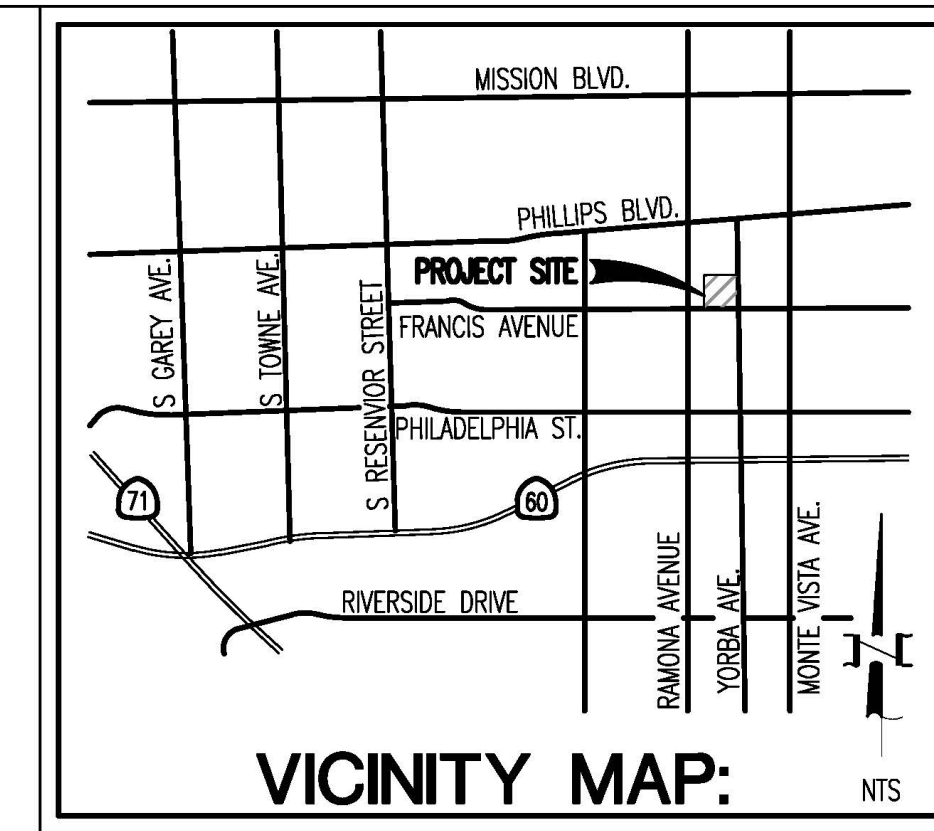 MISSION BLVD.
PHILLIPS BLVD.
PROJECT SITE
FRANCIS AVENUE
S GAREY AVE.
S TOWNE AVE.
S RESENVIOR STREET
PHILADELPHIA ST.
71
60
RIVERSIDE DRIVE
RAMONA AVENUE
YORBA AVE.
MONTE VISTA AVE.
N
VICINITY MAP:
NTS